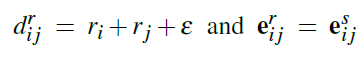 d^r_{ij} = r_i + r_j + ε and e^r_{ij} = e^s_{ij}